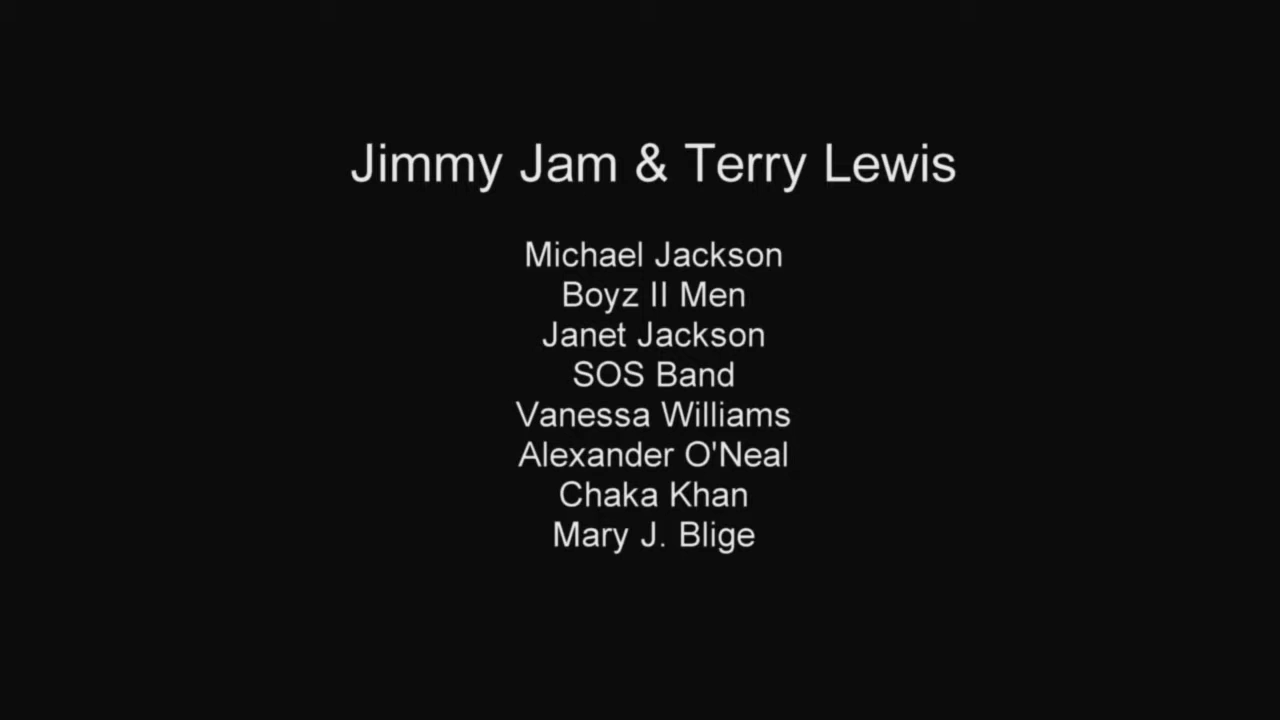 Jimmy Jam & Terry Lewis
Michael Jackson
Boyz II Men
Janet Jackson
SOS Band
Vanessa Williams
Alexander O'Neal
Chaka Khan
Mary J. Blige